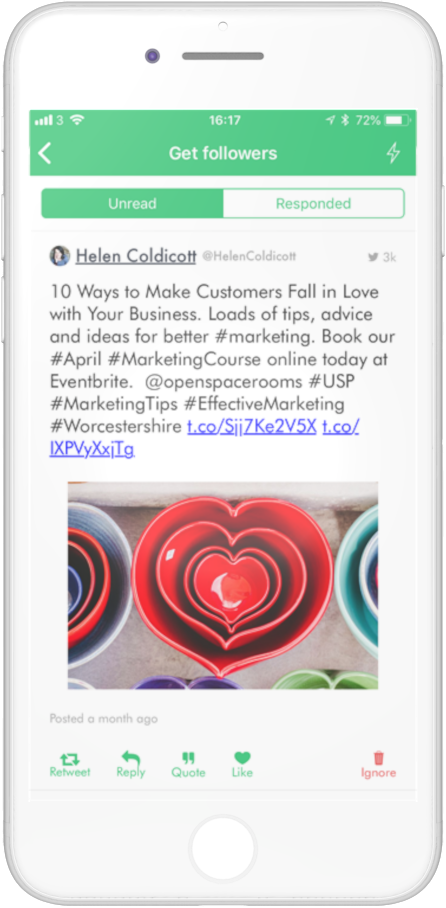 3 16:17 72%
Get followers
Unread Responded
Helen Coldicott @HelenColdicott 3k
10 Ways to Make Customers Fall in Love
with Your Business. Loads of tips, advice
and ideas for better #marketing. Book our
#April #MarketingCourse online today at
Eventbrite. @openspacerooms #USP
#MarketingTips #EffectiveMarketing
#Worcestershire t.co/Sjj7Ke2V5X t.co/
IXPVyXxjTg
Posted a month ago
Retweet Reply Quote Like Ignore